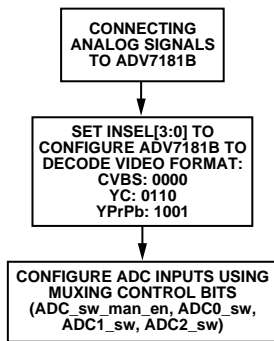 CONNECTING
ANALOG SIGNALS
TO ADV7181B
SET INSEL[3:0] TO
CONFIGURE ADV7181B TO
DECODE VIDEO FORMAT:
CVBS: 0000
YC: 0110
YPrPb: 1001
CONFIGURE ADC INPUTS USING
MUXING CONTROL BITS
(ADC_sw_man_en, ADC0_sw,
ADC1_sw, ADC2_sw)